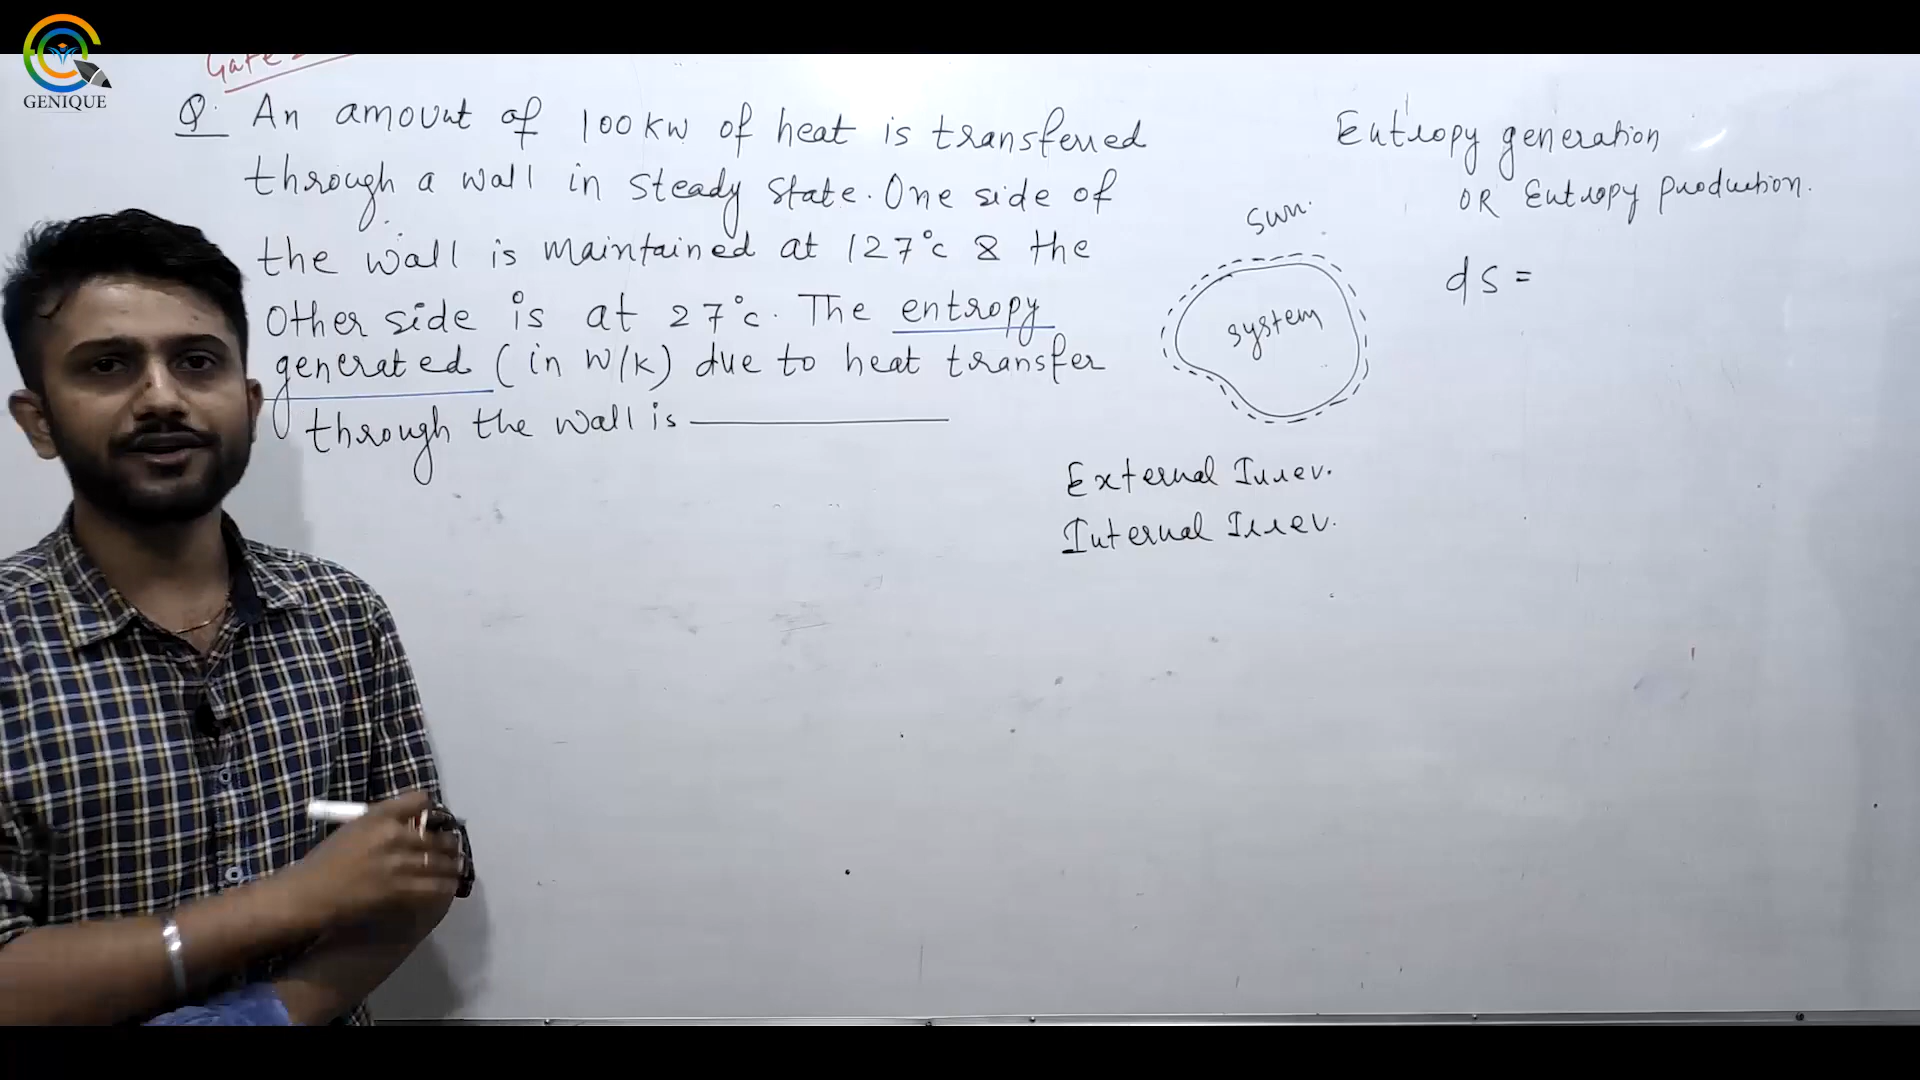 GENIQUE
Gate
Q. An amount of 100 KW of heat is transferred
through a wall in steady state. One side of
the wall is maintained at 127°c & the
other side is at 27°c. The entropy
generated (in W/K) due to heat transfer
through the wall is
Entropy generation
OR Entropy production.
surr.
system
ds =
External Irrev.
Internal Irrev.